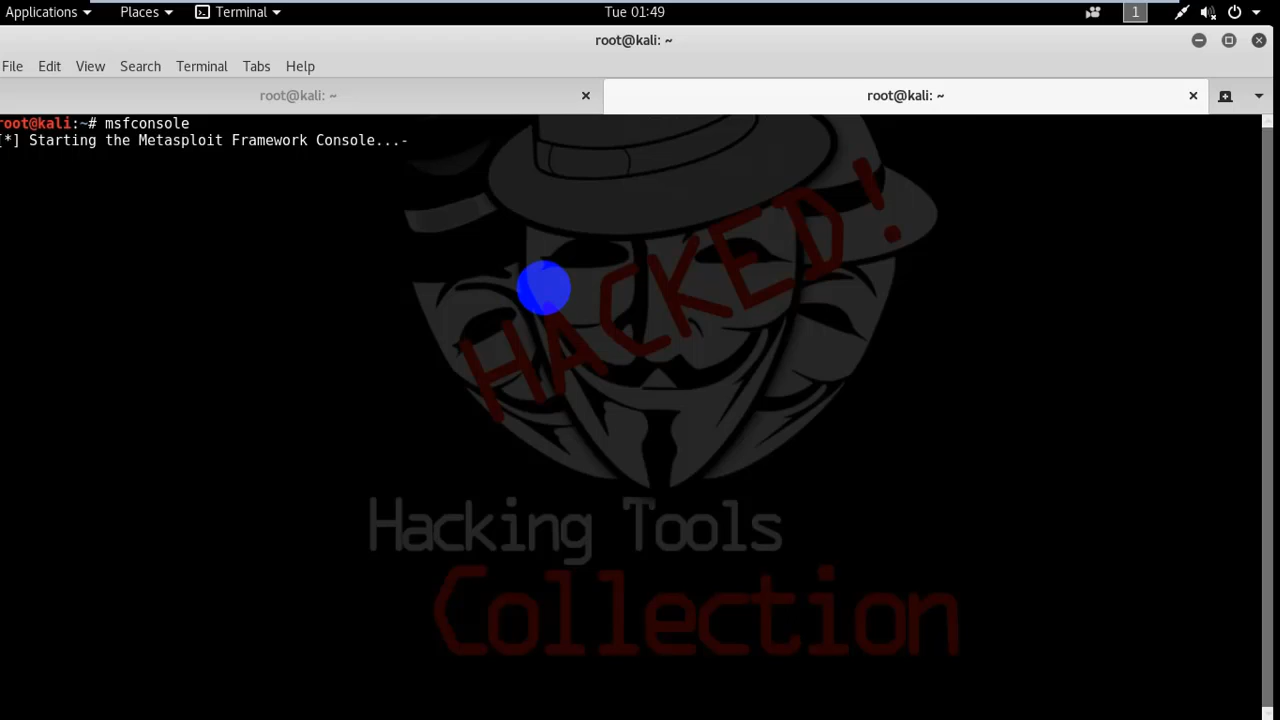 Applications Places Terminal Tue 01:49 1
root@kali: ~
File Edit View Search Terminal Tabs Help
root@kali: ~ root@kali: ~
root@kali:~# msfconsole
[*] Starting the Metasploit Framework Console...-
HACKED!
Hacking Tools
Collection